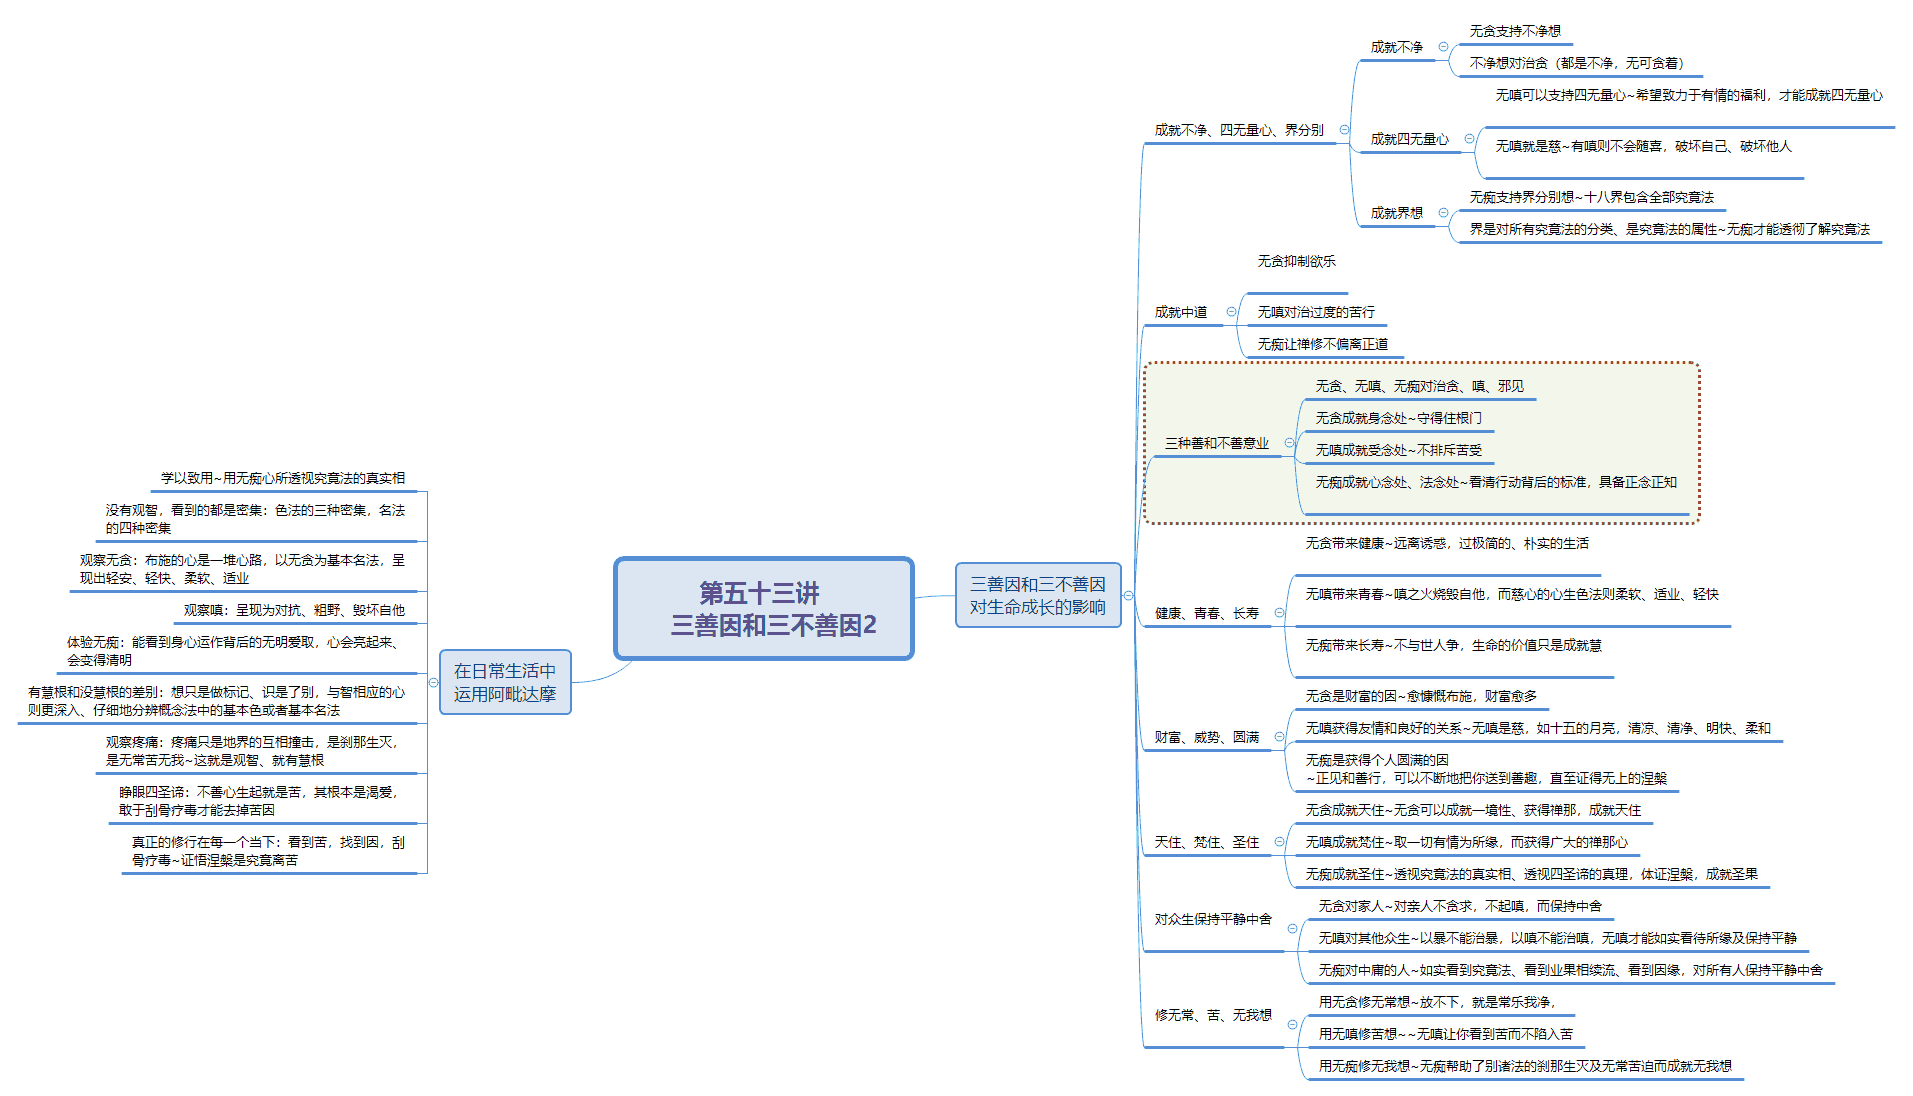 第五十三讲
三善因和三不善因2
三善因和三不善因
对生命成长的影响
成就不净、四无量心、界分别
成就不净
无贪支持不净想
不净想对治贪（都是不净，无可贪着）
成就四无量心
无嗔可以支持四无量心~希望致力于有情的福利，才能成就四无量心
无嗔就是慈~有嗔则不会随喜，破坏自己、破坏他人
成就界想
无痴支持界分别想~十八界包含全部究竟法
界是对所有究竟法的分类、是究竟法的属性~无痴才能透彻了解究竟法
成就中道
无贪抑制欲乐
无嗔对治过度的苦行
无痴让禅修不偏离正道
三种善和不善意业
无贪、无嗔、无痴对治贪、嗔、邪见
无贪成就身念处~守得住根门
无嗔成就受念处~不排斥苦受
无痴成就心念处、法念处~看清行动背后的标准，具备正念正知
健康、青春、长寿
无贪带来健康~远离诱惑，过极简的、朴实的生活
无嗔带来青春~嗔之火烧毁自他，而慈心的心生色法则柔软、适业、轻快
无痴带来长寿~不与世人争，生命的价值只是成就慧
财富、威势、圆满
无贪是财富的因~愈慷慨布施，财富愈多
无嗔获得友情和良好的关系~无嗔是慈，如十五的月亮，清凉、清净、明快、柔和
无痴是获得个人圆满的因
~正见和善行，可以不断地把你送到善趣，直至证得无上的涅槃
天住、梵住、圣住
无贪成就天住~无贪可以成就一境性、获得禅那，成就天住
无嗔成就梵住~取一切有情为所缘，而获得广大的禅那心
无痴成就圣住~透视究竟法的真实相、透视四圣谛的真理，体证涅槃，成就圣果
对众生保持平静中舍
无贪对家人~对亲人不贪求，不起嗔，而保持中舍
无嗔对其他众生~以暴不能治暴，以嗔不能治嗔，无嗔才能如实看待所缘及保持平静
无痴对中庸的人~如实看到究竟法、看到业果相续流、看到因缘，对所有人保持平静中舍
修无常、苦、无我想
用无贪修无常想~放不下，就是常乐我净，
用无嗔修苦想~~无嗔让你看到苦而不陷入苦
用无痴修无我想~无痴帮助了别诸法的刹那生灭及无常苦迫而成就无我想
在日常生活中
运用阿毗达摩
学以致用~用无痴心所透视究竟法的真实相
没有观智，看到的都是密集：色法的三种密集，名法
的四种密集
观察无贪：布施的心是一堆心路，以无贪为基本名法，呈
现出轻安、轻快、柔软、适业
观察嗔：呈现为对抗、粗野、毁坏自他
体验无痴：能看到身心运作背后的无明爱取，心会亮起来、
会变得清明
有慧根和没慧根的差别：想只是做标记、识是了别，与智相应的心
则更深入、仔细地分辨概念法中的基本色或者基本名法
观察疼痛：疼痛只是地界的互相撞击，是刹那生灭，
是无常苦无我~这就是观智、就有慧根
睁眼四圣谛：不善心生起就是苦，其根本是渴爱，
敢于刮骨疗毒才能去掉苦因
真正的修行在每一个当下：看到苦，找到因，刮
骨疗毒~证悟涅槃是究竟离苦